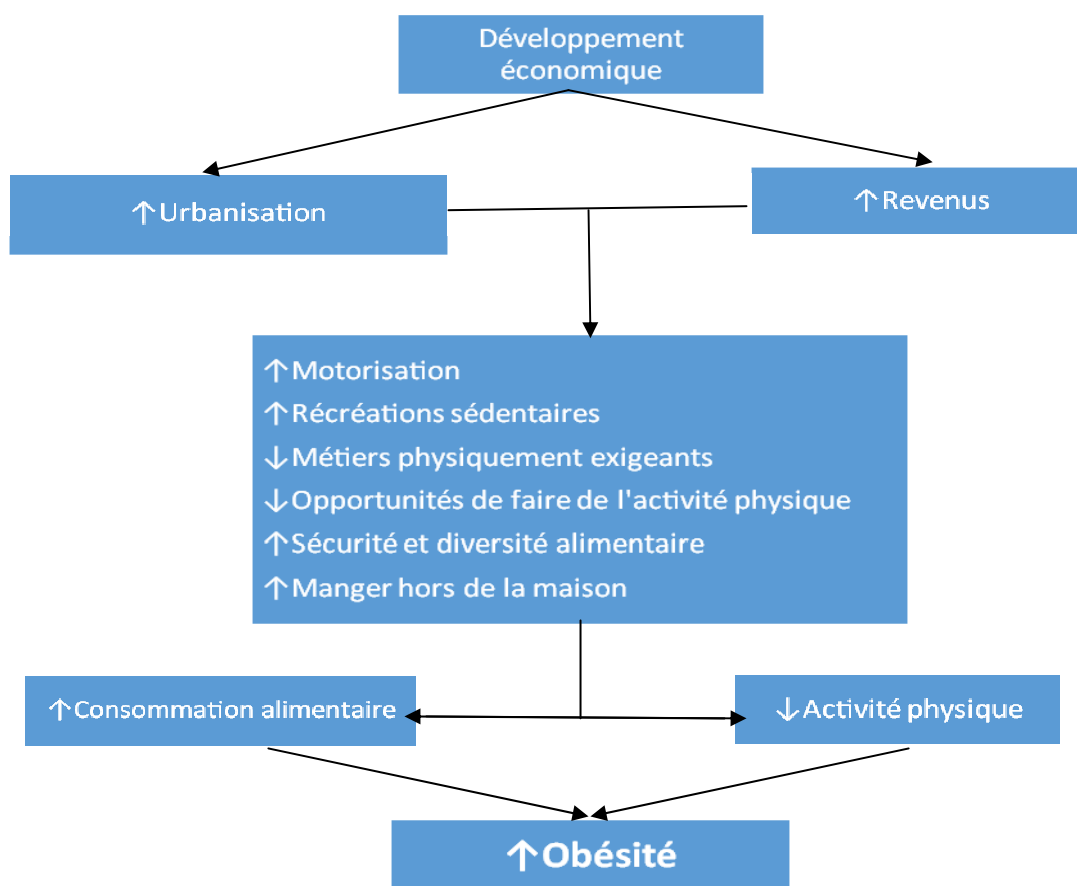 Développement
économique
↑Urbanisation
↑Revenus
↑Motorisation
↑Récréations sédentaires
↓Métiers physiquement exigeants
↓Opportunités de faire de l'activité physique
↑Sécurité et diversité alimentaire
↑Manger hors de la maison
↑Consommation alimentaire
↓Activité physique
↑Obésité